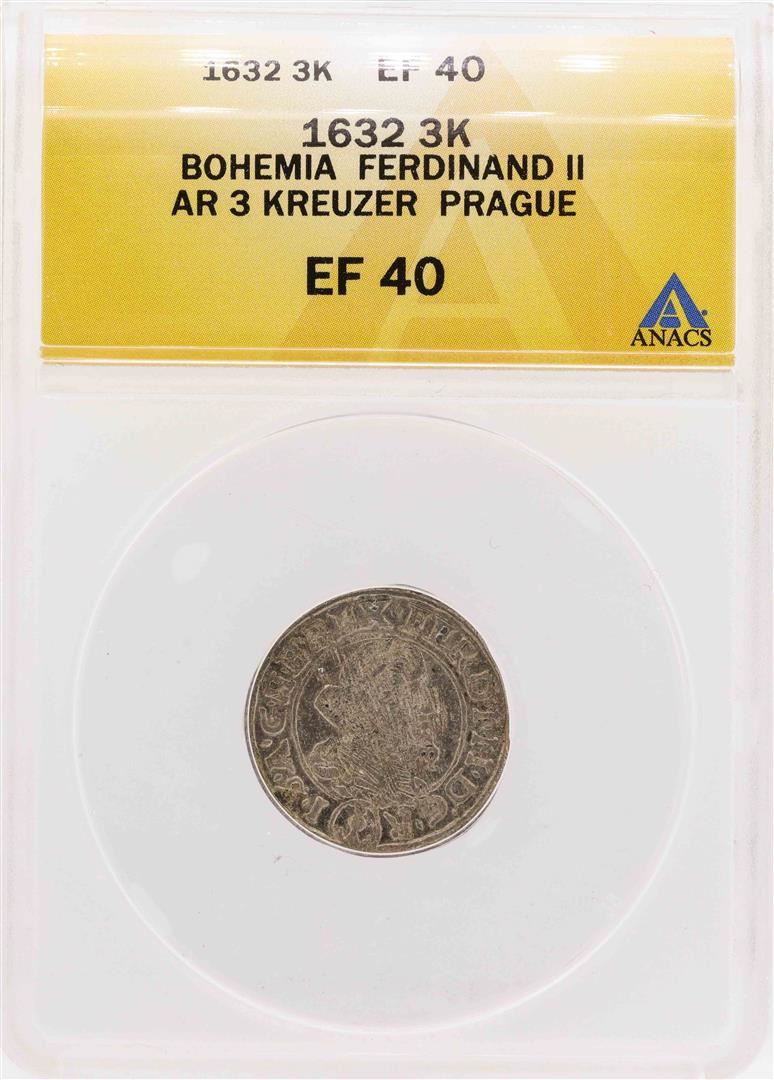 1632 3K EF 40
1632 3K
BOHEMIA FERDINAND II
AR 3 KREUZER PRAGUE
EF 40
ANACS